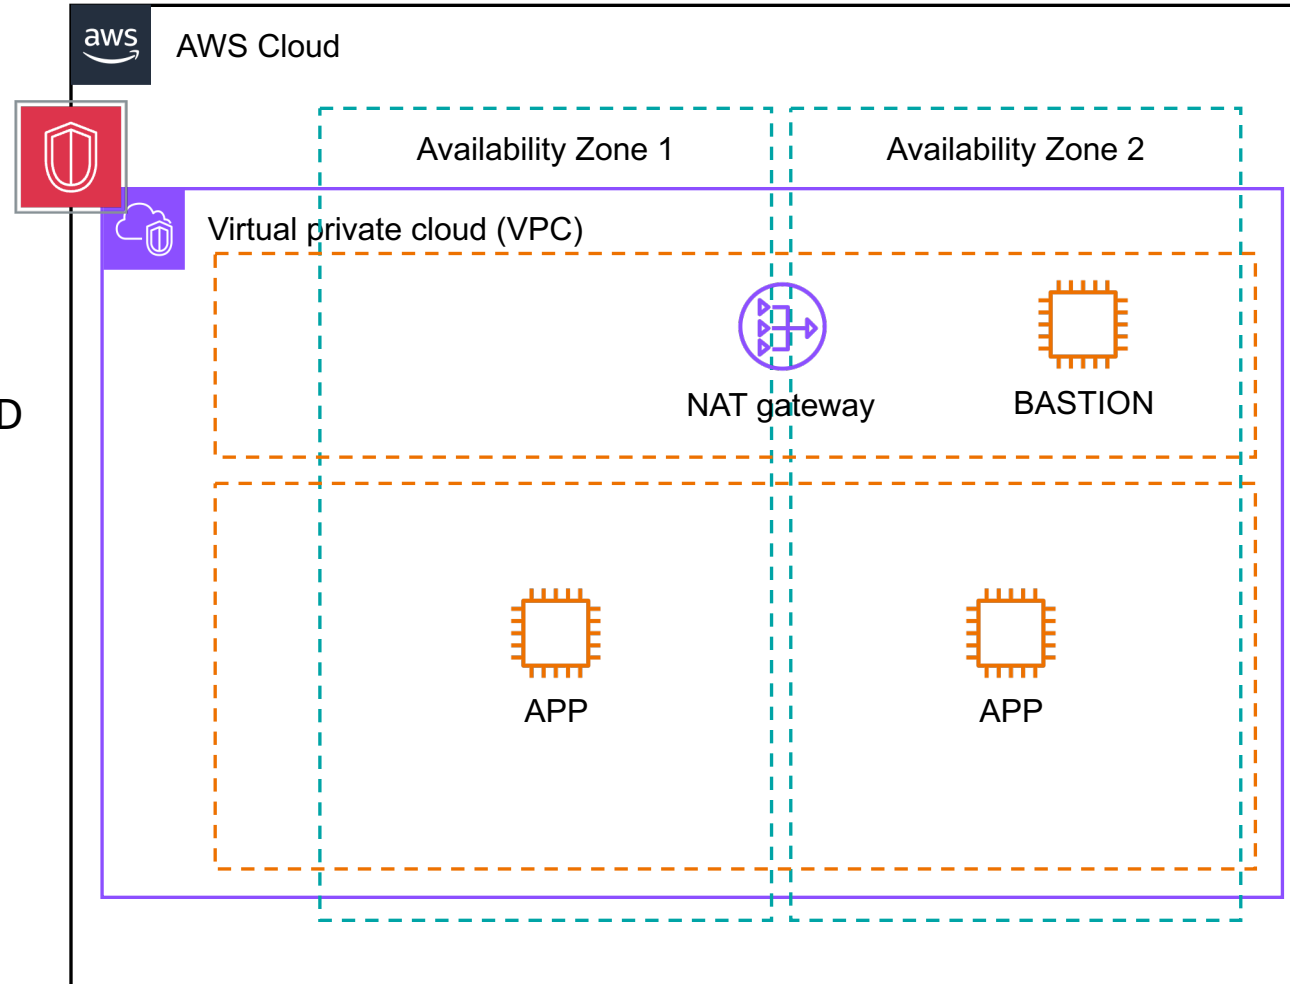 aws
AWS Cloud
Availability Zone 1
Availability Zone 2
Virtual private cloud (VPC)
NAT gateway
BASTION
D
APP
APP